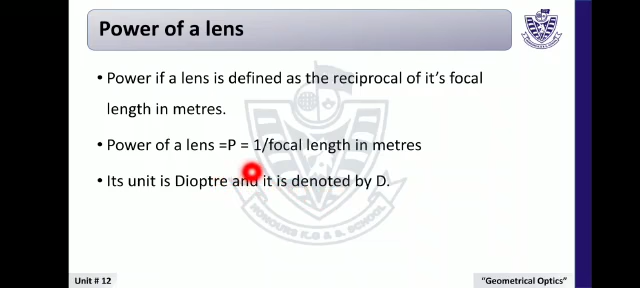 Power of a lens
• Power if a lens is defined as the reciprocal of it's focal
length in metres.
• Power of a lens =P = 1/focal length in metres
• Its unit is Dioptre and it is denoted by D.
HONOURS K.G & S. SCHOOL
Unit # 12
"Geometrical Optics"